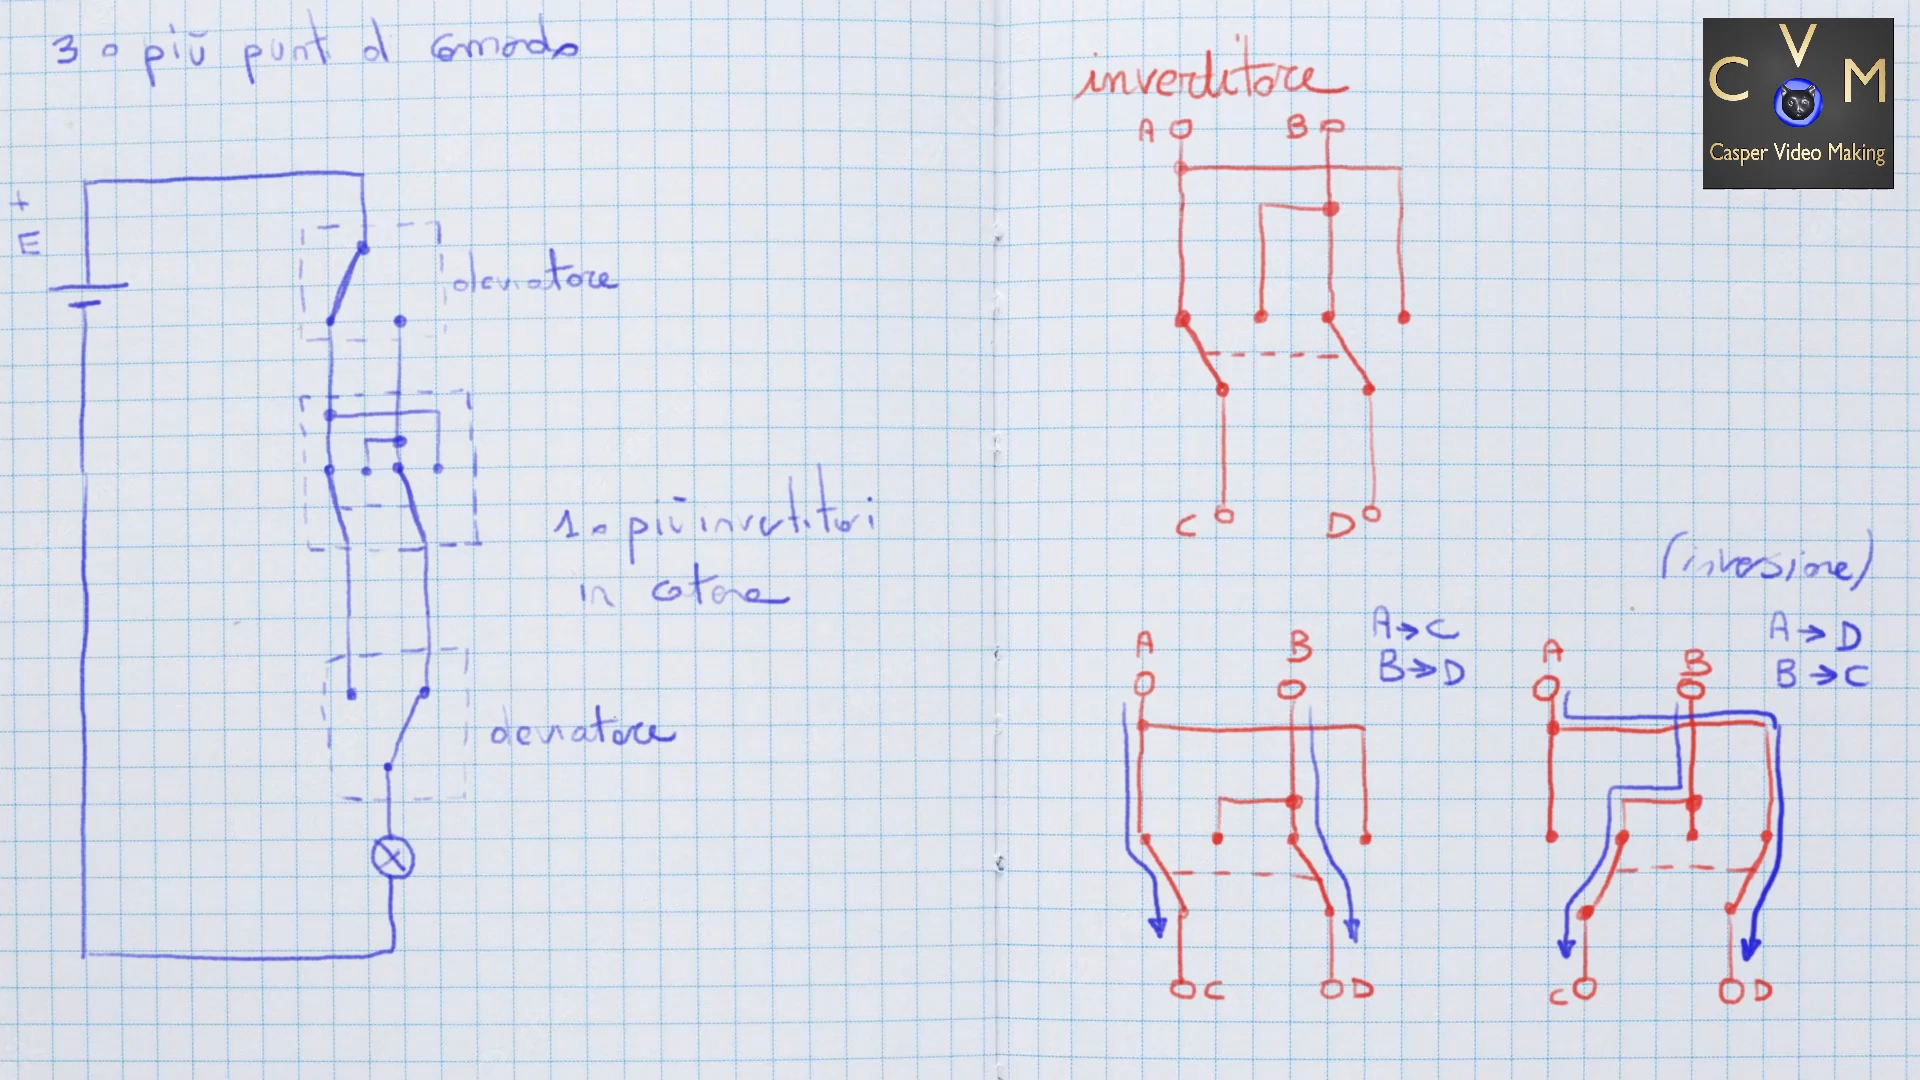 3 o più punti di comando
+
E
deviatore
1 o più invertitori
in catena
deviatore
invertitore
A B
C D
A B
A → C
B → D
C D
(inversione)
A B
A → D
B → C
C D
C V M
Casper Video Making